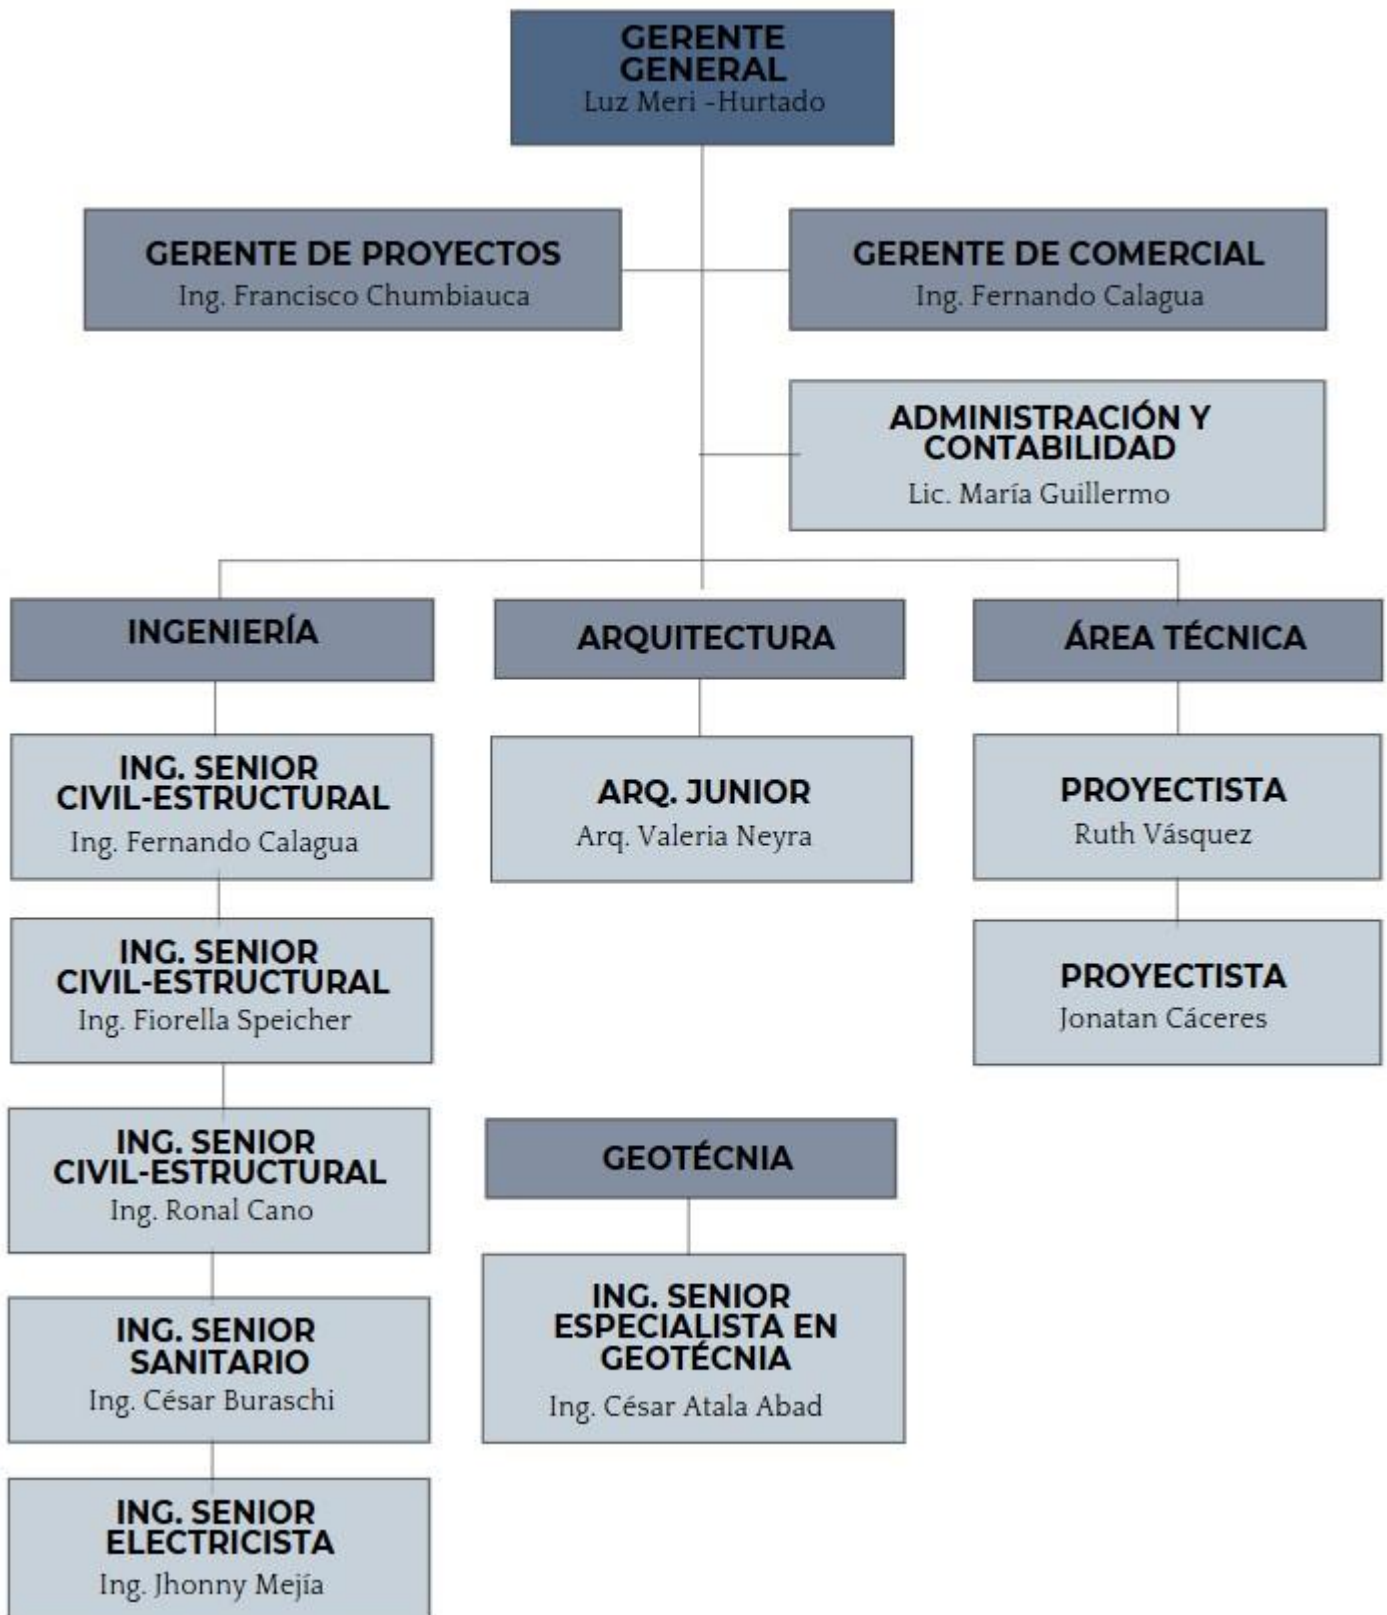 GERENTE
GENERAL
Luz Meri -Hurtado
GERENTE DE PROYECTOS
Ing. Francisco Chumbiauca
GERENTE DE COMERCIAL
Ing. Fernando Calagua
ADMINISTRACIÓN Y
CONTABILIDAD
Lic. María Guillermo
INGENIERÍA
ING. SENIOR
CIVIL-ESTRUCTURAL
Ing. Fernando Calagua
ING. SENIOR
CIVIL-ESTRUCTURAL
Ing. Fiorella Speicher
ING. SENIOR
CIVIL-ESTRUCTURAL
Ing. Ronal Cano
ING. SENIOR
SANITARIO
Ing. César Buraschi
ING. SENIOR
ELECTRICISTA
Ing. Jhonny Mejía
ARQUITECTURA
ARQ. JUNIOR
Arq. Valeria Neyra
GEOTÉCNIA
ING. SENIOR
ESPECIALISTA EN
GEOTÉCNIA
Ing. César Atala Abad
ÁREA TÉCNICA
PROYECTISTA
Ruth Vásquez
PROYECTISTA
Jonatan Cáceres